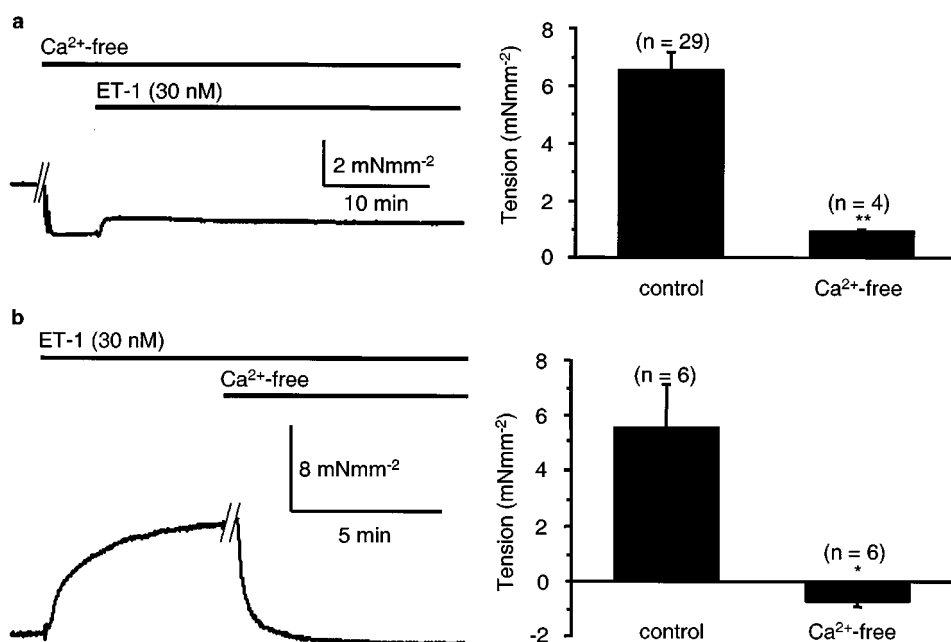 a
Ca²⁺-free
ET-1 (30 nM)
2 mNmm⁻²
10 min
8
6
4
2
0
Tension (mNmm⁻²)
(n = 29)
(n = 4)
**
control
Ca²⁺-free
b
ET-1 (30 nM)
Ca²⁺-free
8 mNmm⁻²
5 min
8
6
4
2
0
-2
Tension (mNmm⁻²)
(n = 6)
(n = 6)
*
control
Ca²⁺-free